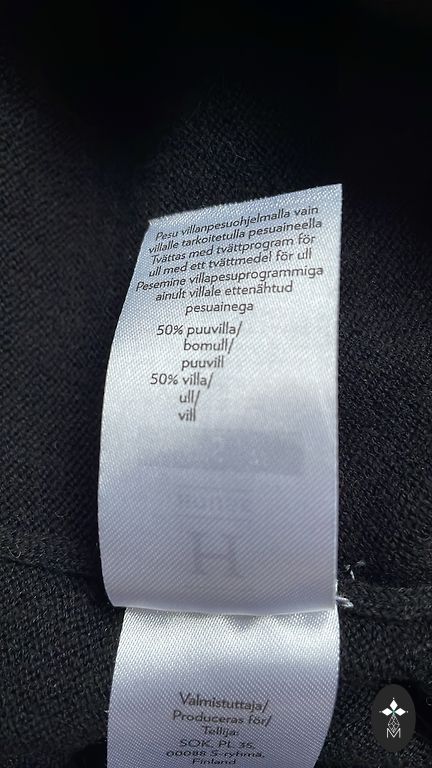 Pesu villanpesuohjelmalla vain
villalle tarkoitetulla pesuaineella
Tvättas med tvättprogram för
ull med ett tvättmedel för ull
Pesemine villapesuprogrammiga
ainult villale ettenähtud
pesuainega
50% puuvilla/
bomull/
puuvill
50% villa/
ull/
vill
H
Valmistuttaja/
Produceras för/
Tellija:
SOK, PL 35,
00088 S-ryhmä,
Finland
M